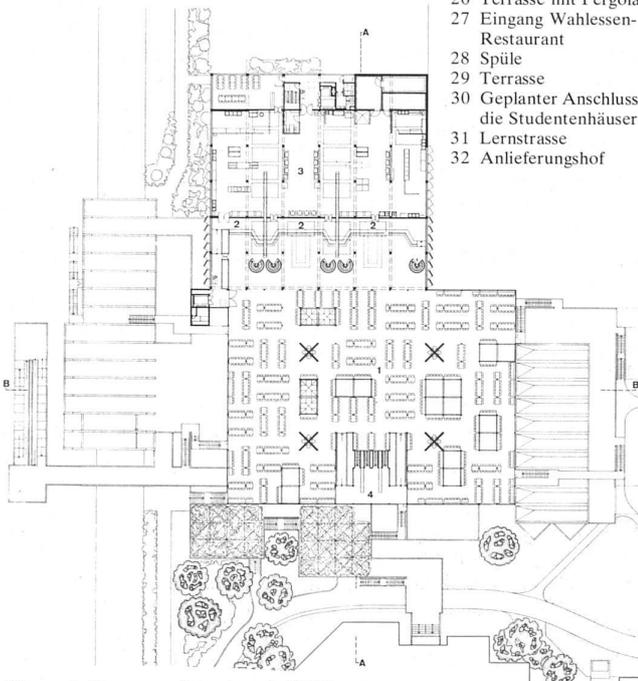 26 Terrasse mit Pergola
27 Eingang Wahlessen-
Restaurant
28 Spüle
29 Terrasse
30 Geplanter Anschluss
die Studentenhäuser
31 Lernstrasse
32 Anlieferungshof
A
3
2 2 2
1
B B
4
A